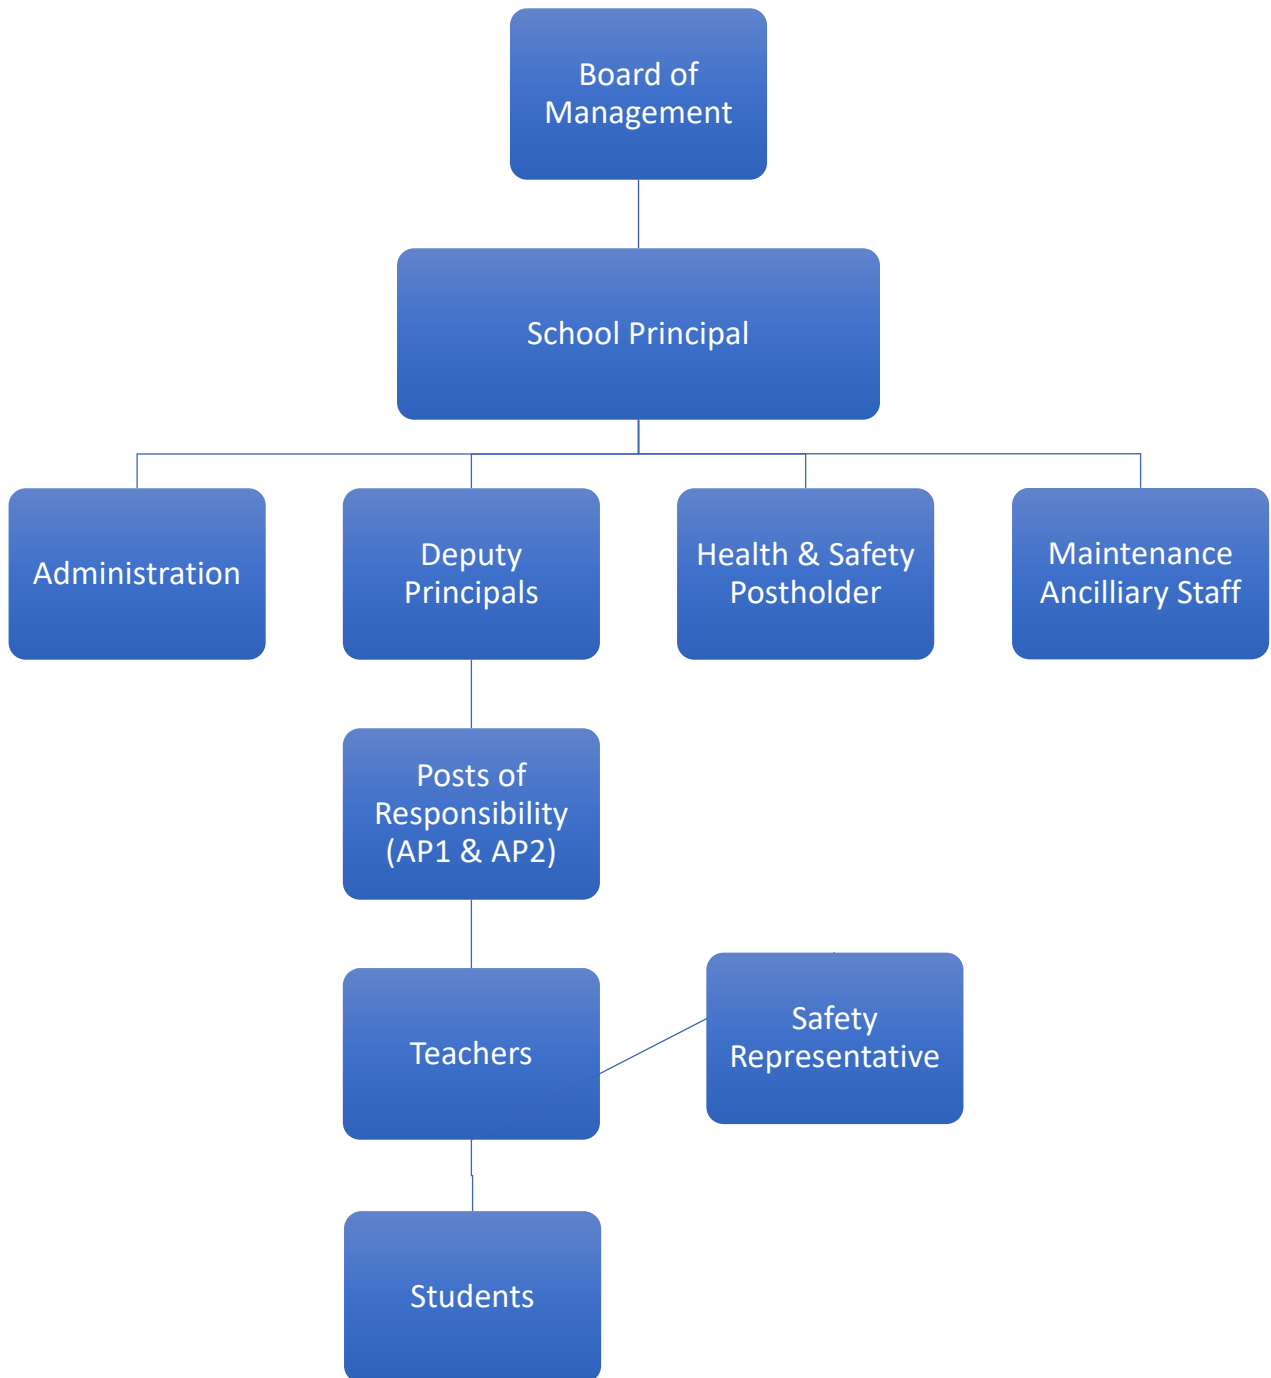 Board of
Management
School Principal
Administration
Deputy
Principals
Health & Safety
Postholder
Maintenance
Ancilliary Staff
Posts of
Responsibility
(AP1 & AP2)
Teachers
Safety
Representative
Students